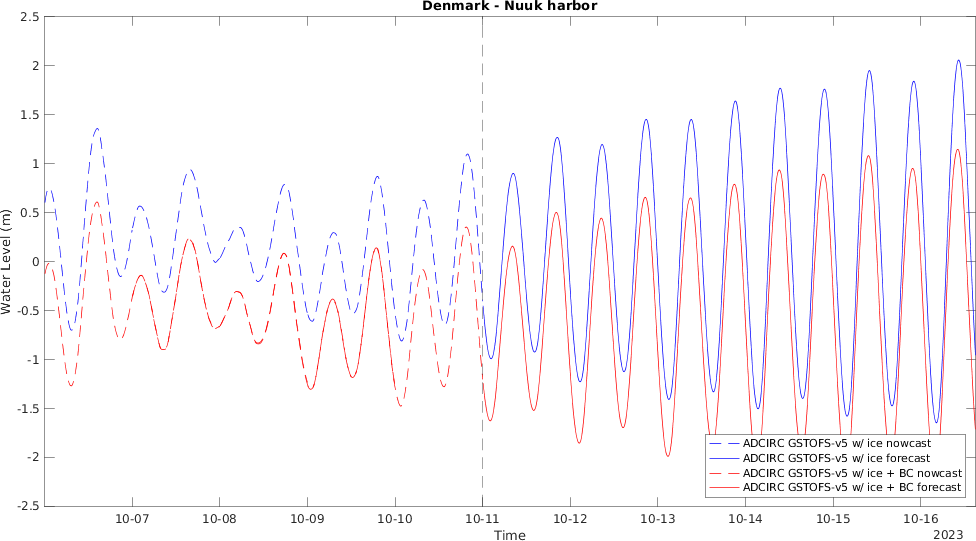 Denmark - Nuuk harbor
2.5
2
1.5
1
0.5
0
-0.5
-1
-1.5
-2
-2.5
Water Level (m)
ADCIRC GSTOFS-v5 w/ ice nowcast
ADCIRC GSTOFS-v5 w/ ice forecast
ADCIRC GSTOFS-v5 w/ ice + BC nowcast
ADCIRC GSTOFS-v5 w/ ice + BC forecast
10-07 10-08 10-09 10-10 10-11 10-12 10-13 10-14 10-15 10-16
Time
2023